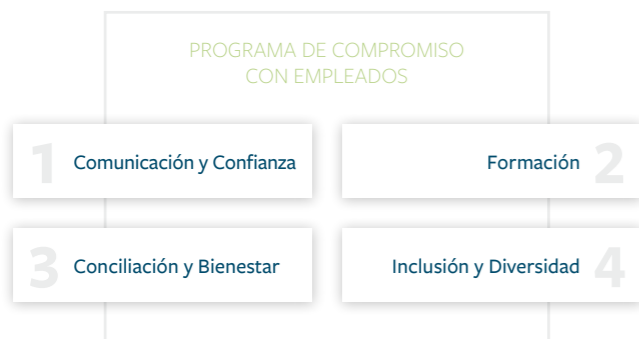 PROGRAMA DE COMPROMISO
CON EMPLEADOS
1 Comunicación y Confianza
Formación 2
3 Conciliación y Bienestar
Inclusión y Diversidad 4